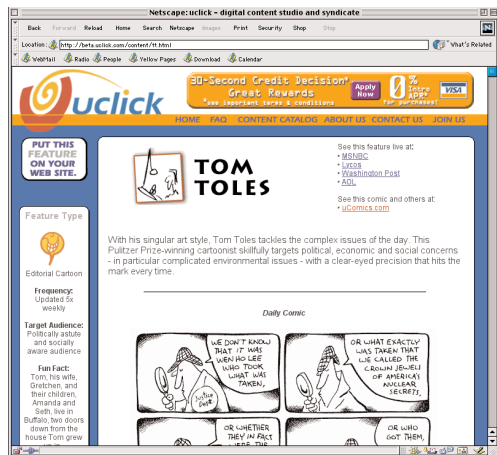 Netscape: uclick - digital content studio and syndicate
Back Forward Reload Home Search Netscape Images Print Security Shop Stop
Location: http://beta.uclick.com/content/tt.html What's Related
WebMail Radio People Yellow Pages Download Calendar
uclick
30-Second Credit Decision*
Great Rewards
*see important terms & conditions
Apply Now
0% Intro APR*
for purchases!
VISA
HOME FAQ CONTENT CATALOG ABOUT US CONTACT US JOIN US
PUT THIS
FEATURE
ON YOUR
WEB SITE.
TOM
TOLES
See this feature live at:
• MSNBC
• Lycos
• Washington Post
• AOL
See this comic and others at:
• uComics.com
Feature Type
Editorial Cartoon
Frequency:
Updated 5x
weekly
Target Audience:
Politically astute
and socially
aware audience
Fun Fact:
Tom, his wife,
Gretchen, and
their children,
Amanda and
Seth, live in
Buffalo, two doors
down from the
house Tom grew
With his singular art style, Tom Toles tackles the complex issues of the day. This
Pulitzer Prize-winning cartoonist skillfully targets political, economic and social concerns
- in particular complicated environmental issues - with a clear-eyed precision that hits the
mark every time.
Daily Comic
WE DON'T KNOW
THAT IT WAS
WEN HO LEE
WHO TOOK
WHAT WAS
TAKEN,
Justice Dept.
OR WHAT EXACTLY
WAS TAKEN THAT
WE CALLED THE
CROWN JEWELS
OF AMERICA'S
NUCLEAR
SECRETS,
OR WHETHER
THEY IN FACT
WERE THE
OR WHO
GOT THEM,